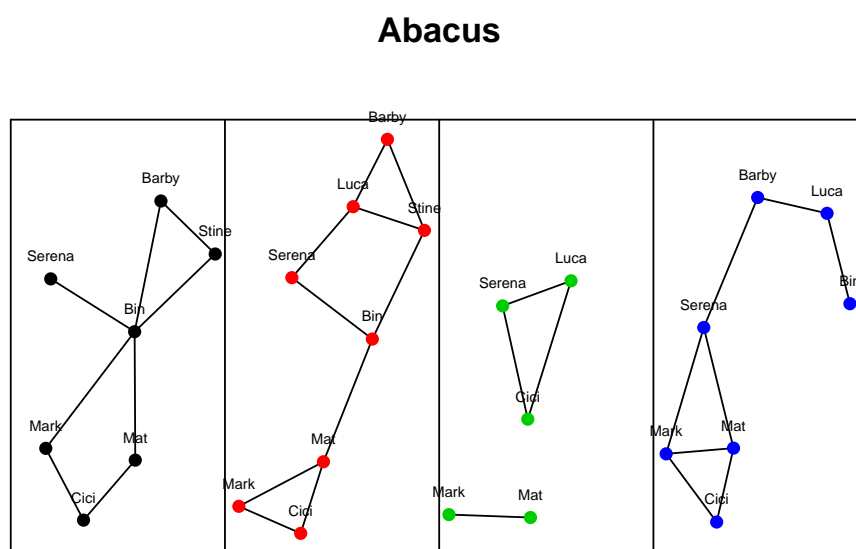 Abacus
Barby
Stine
Serena
Bin
Mark
Mat
Cici
Barby
Luca
Stine
Serena
Bin
Mat
Mark
Cici
Luca
Serena
Cici
Mark
Mat
Barby
Luca
Bin
Serena
Mark
Mat
Cici